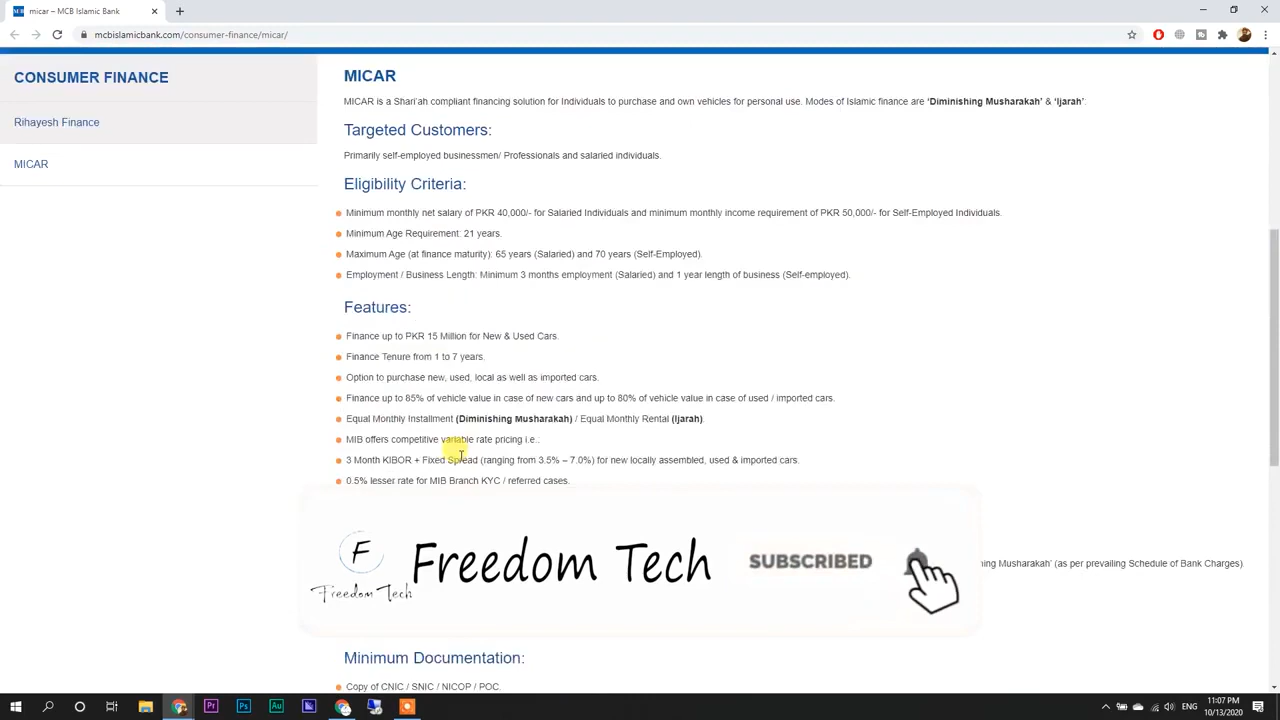 micar – MCB Islamic Bank
mcbislamicbank.com/consumer-finance/micar/
CONSUMER FINANCE
Rihayesh Finance
MICAR
MICAR
MICAR is a Shari'ah compliant financing solution for Individuals to purchase and own vehicles for personal use. Modes of Islamic finance are 'Diminishing Musharakah' & 'Ijarah':
Targeted Customers:
Primarily self-employed businessmen/ Professionals and salaried individuals.
Eligibility Criteria:
Minimum monthly net salary of PKR 40,000/- for Salaried Individuals and minimum monthly income requirement of PKR 50,000/- for Self-Employed Individuals.
Minimum Age Requirement: 21 years.
Maximum Age (at finance maturity): 65 years (Salaried) and 70 years (Self-Employed).
Employment / Business Length: Minimum 3 months employment (Salaried) and 1 year length of business (Self-employed).
Features:
Finance up to PKR 15 Million for New & Used Cars.
Finance Tenure from 1 to 7 years.
Option to purchase new, used, local as well as imported cars.
Finance up to 85% of vehicle value in case of new cars and up to 80% of vehicle value in case of used / imported cars.
Equal Monthly Installment (Diminishing Musharakah) / Equal Monthly Rental (Ijarah).
MIB offers competitive variable rate pricing i.e.:
3 Month KIBOR + Fixed Spread (ranging from 3.5% – 7.0%) for new locally assembled, used & imported cars.
0.5% lesser rate for MIB Branch KYC / referred cases.
F
Freedom Tech
Freedom Tech
SUBSCRIBED
Musharakah' (as per prevailing Schedule of Bank Charges)
Minimum Documentation:
Copy of CNIC / SNIC / NICOP / POC.
11:07 PM
10/13/2020